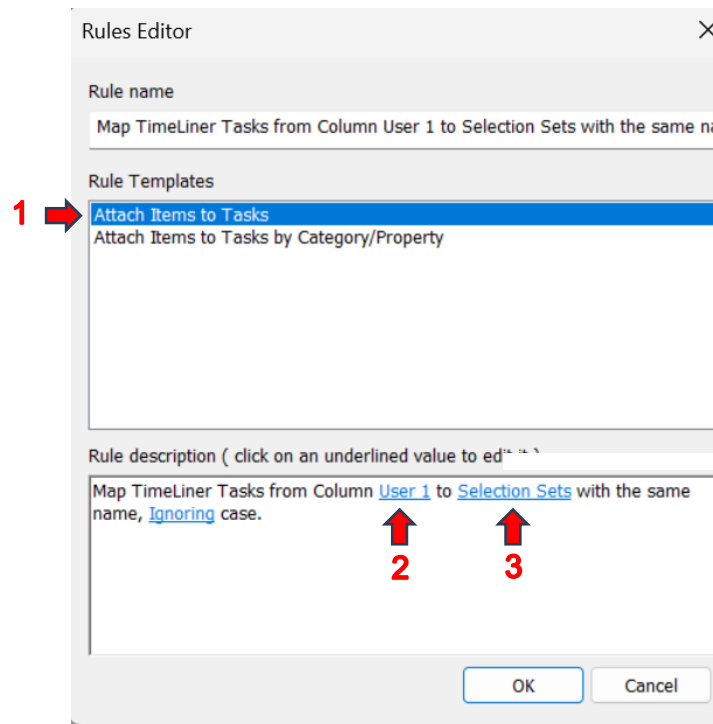 Rules Editor
Rule name
Map TimeLiner Tasks from Column User 1 to Selection Sets with the same
Rule Templates
1
Attach Items to Tasks
Attach Items to Tasks by Category/Property
Rule description ( click on an underlined value to
Map TimeLiner Tasks from Column User 1 to Selection Sets with the same
name, Ignoring case.
2 3
OK Cancel